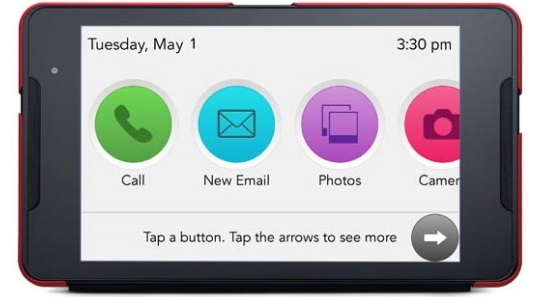 Tuesday, May 1
3:30 pm
Call
New Email
Photos
Camer
Tap a button. Tap the arrows to see more